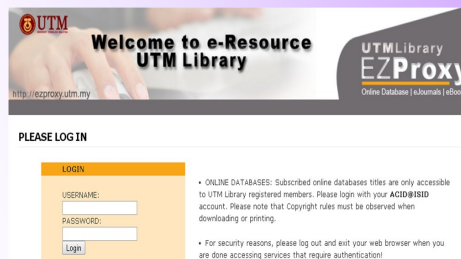 UTM
Welcome to e-Resource
UTM Library
UTMLibrary
EZProxy
Online Database | eJournals | eBoo
http://ezproxy.utm.my
PLEASE LOG IN
LOGIN
USERNAME:
PASSWORD:
Login
• ONLINE DATABASES: Subscribed online databases titles are only accessible
to UTM Library registered members. Please login with your ACID@ISID
account. Please note that Copyright rules must be observed when
downloading or printing.
• For security reasons, please log out and exit your web browser when you
are done accessing services that require authentication!